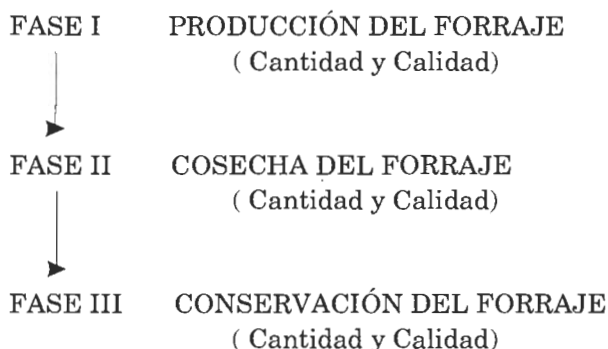 FASE I PRODUCCIÓN DEL FORRAJE
( Cantidad y Calidad)
FASE II COSECHA DEL FORRAJE
( Cantidad y Calidad)
FASE III CONSERVACIÓN DEL FORRAJE
( Cantidad y Calidad)